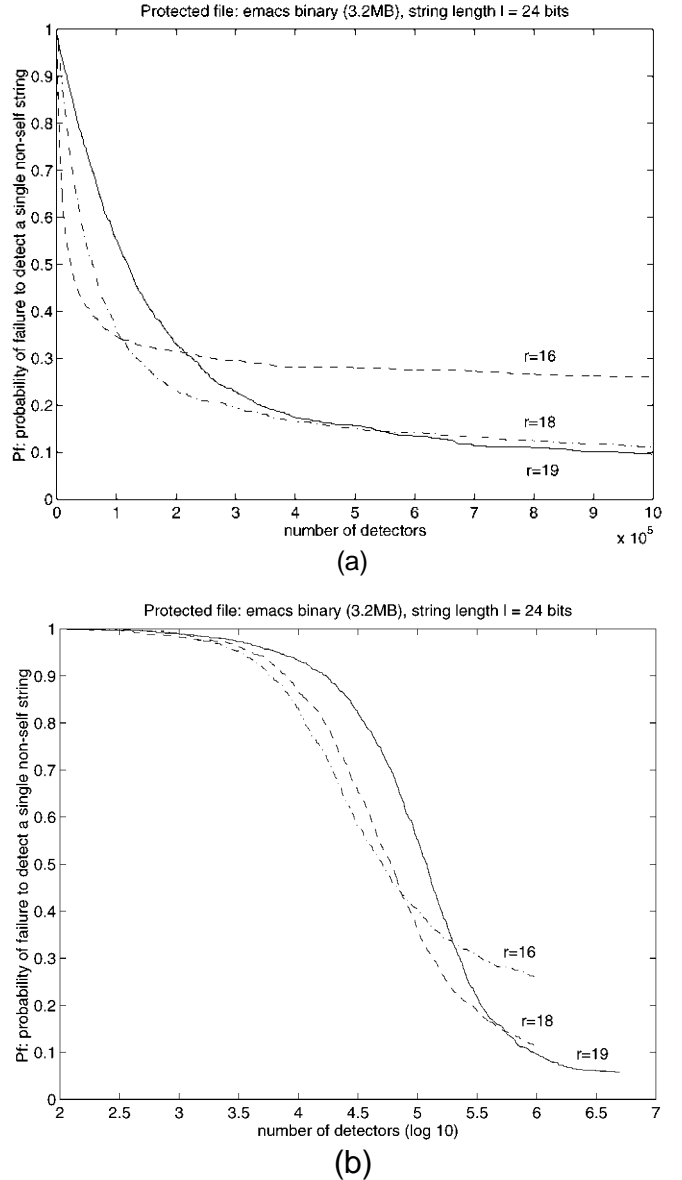 Protected file: emacs binary (3.2MB), string length l = 24 bits
Pf: probability of failure to detect a single non-self string
1
0.9
0.8
0.7
0.6
0.5
0.4
0.3
0.2
0.1
0
r=16
r=18
r=19
0 1 2 3 4 5 6 7 8 9 10
number of detectors
x 10^5
(a)
Protected file: emacs binary (3.2MB), string length l = 24 bits
Pf: probability of failure to detect a single non-self string
1
0.9
0.8
0.7
0.6
0.5
0.4
0.3
0.2
0.1
0
r=16
r=18
r=19
2 2.5 3 3.5 4 4.5 5 5.5 6 6.5 7
number of detectors (log 10)
(b)